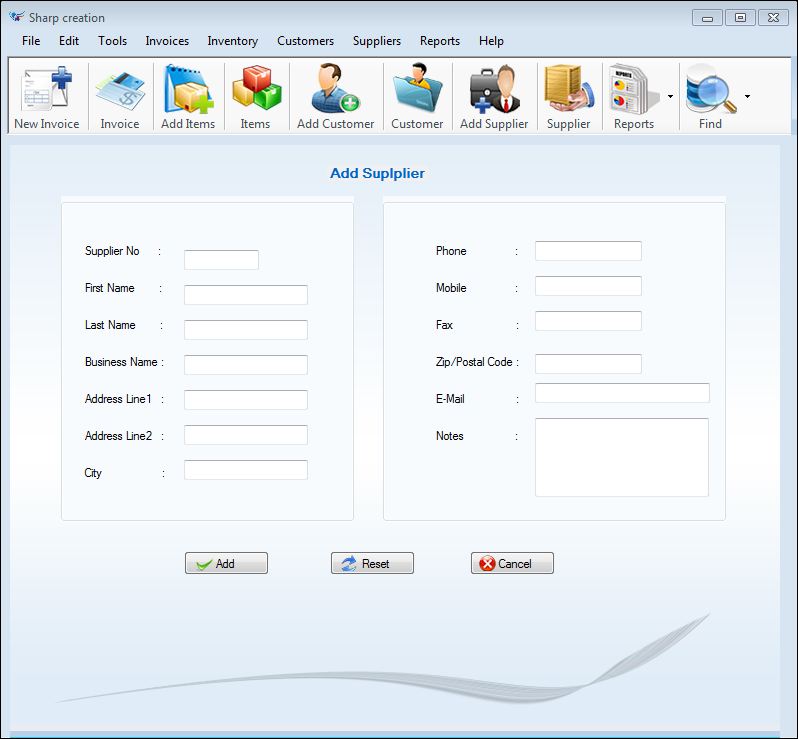 Sharp creation
File Edit Tools Invoices Inventory Customers Suppliers Reports Help
REPORTS
New Invoice Invoice Add Items Items Add Customer Customer Add Supplier Supplier Reports Find
Add Suplplier
Supplier No :
First Name :
Last Name :
Business Name :
Address Line1 :
Address Line2 :
City :
Phone :
Mobile :
Fax :
Zip/Postal Code :
E-Mail :
Notes :
Add Reset Cancel